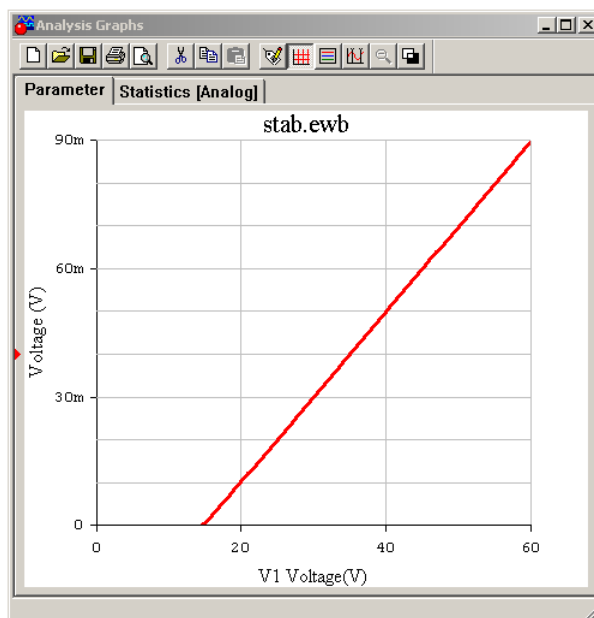 Analysis Graphs
Parameter Statistics [Analog]
stab.ewb
90m
60m
30m
0
Voltage (V)
0 20 40 60
V1 Voltage(V)